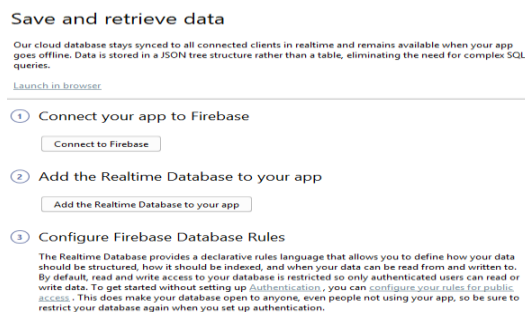 Save and retrieve data
Our cloud database stays synced to all connected clients in realtime and remains available when your app
goes offline. Data is stored in a JSON tree structure rather than a table, eliminating the need for complex SQL
queries.
Launch in browser
1 Connect your app to Firebase
Connect to Firebase
2 Add the Realtime Database to your app
Add the Realtime Database to your app
3 Configure Firebase Database Rules
The Realtime Database provides a declarative rules language that allows you to define how your data
should be structured, how it should be indexed, and when your data can be read from and written to.
By default, read and write access to your database is restricted so only authenticated users can read or
write data. To get started without setting up Authentication , you can configure your rules for public
access . This does make your database open to anyone, even people not using your app, so be sure to
restrict your database again when you set up authentication.